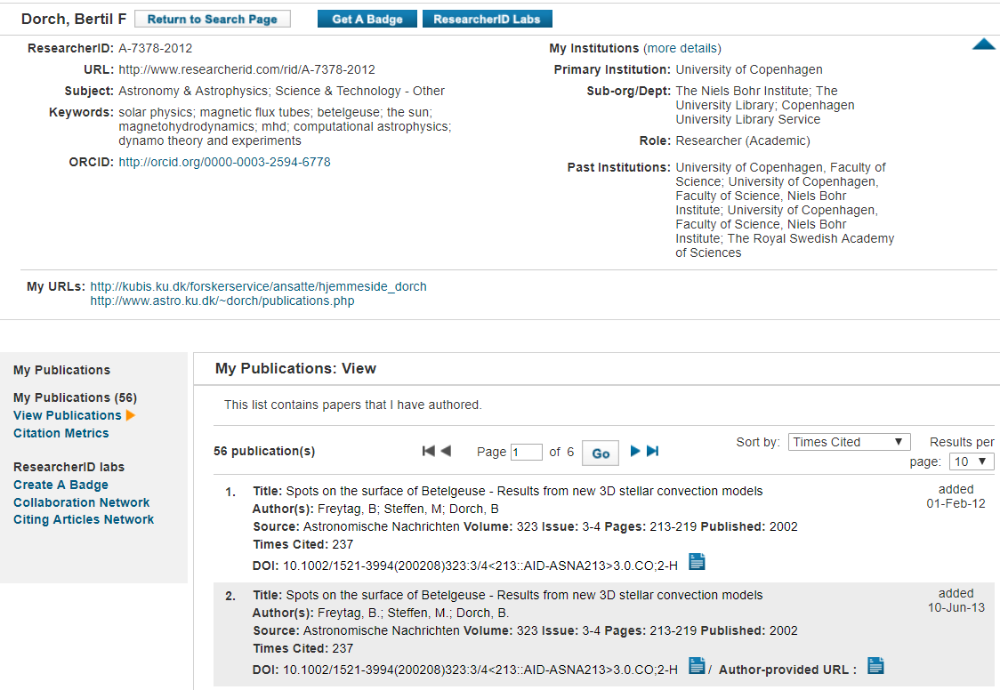 Dorch, Bertil F Return to Search Page Get A Badge ResearcherID Labs
ResearcherID: A-7378-2012
URL: http://www.researcherid.com/rid/A-7378-2012
Subject: Astronomy & Astrophysics; Science & Technology - Other
Keywords: solar physics; magnetic flux tubes; betelgeuse; the sun;
magnetohydrodynamics; mhd; computational astrophysics;
dynamo theory and experiments
ORCID: http://orcid.org/0000-0003-2594-6778
My Institutions (more details)
Primary Institution: University of Copenhagen
Sub-org/Dept: The Niels Bohr Institute; The
University Library; Copenhagen
University Library Service
Role: Researcher (Academic)
Past Institutions: University of Copenhagen, Faculty of
Science; University of Copenhagen,
Faculty of Science, Niels Bohr
Institute; University of Copenhagen,
Faculty of Science, Niels Bohr
Institute; The Royal Swedish Academy
of Sciences
My URLs: http://kubis.ku.dk/forskerservice/ansatte/hjemmeside_dorch
http://www.astro.ku.dk/~dorch/publications.php
My Publications
My Publications (56)
View Publications
Citation Metrics
ResearcherID labs
Create A Badge
Collaboration Network
Citing Articles Network
My Publications: View
This list contains papers that I have authored.
56 publication(s) Page 1 of 6 Go Sort by: Times Cited Results per
page: 10
1. Title: Spots on the surface of Betelgeuse - Results from new 3D stellar convection models added
Author(s): Freytag, B; Steffen, M; Dorch, B 01-Feb-12
Source: Astronomische Nachrichten Volume: 323 Issue: 3-4 Pages: 213-219 Published: 2002
Times Cited: 237
DOI: 10.1002/1521-3994(200208)323:3/4<213::AID-ASNA213>3.0.CO;2-H
2. Title: Spots on the surface of Betelgeuse - Results from new 3D stellar convection models added
Author(s): Freytag, B.; Steffen, M.; Dorch, B. 10-Jun-13
Source: Astronomische Nachrichten Volume: 323 Issue: 3-4 Pages: 213-219 Published: 2002
Times Cited: 237
DOI: 10.1002/1521-3994(200208)323:3/4<213::AID-ASNA213>3.0.CO;2-H / Author-provided URL :